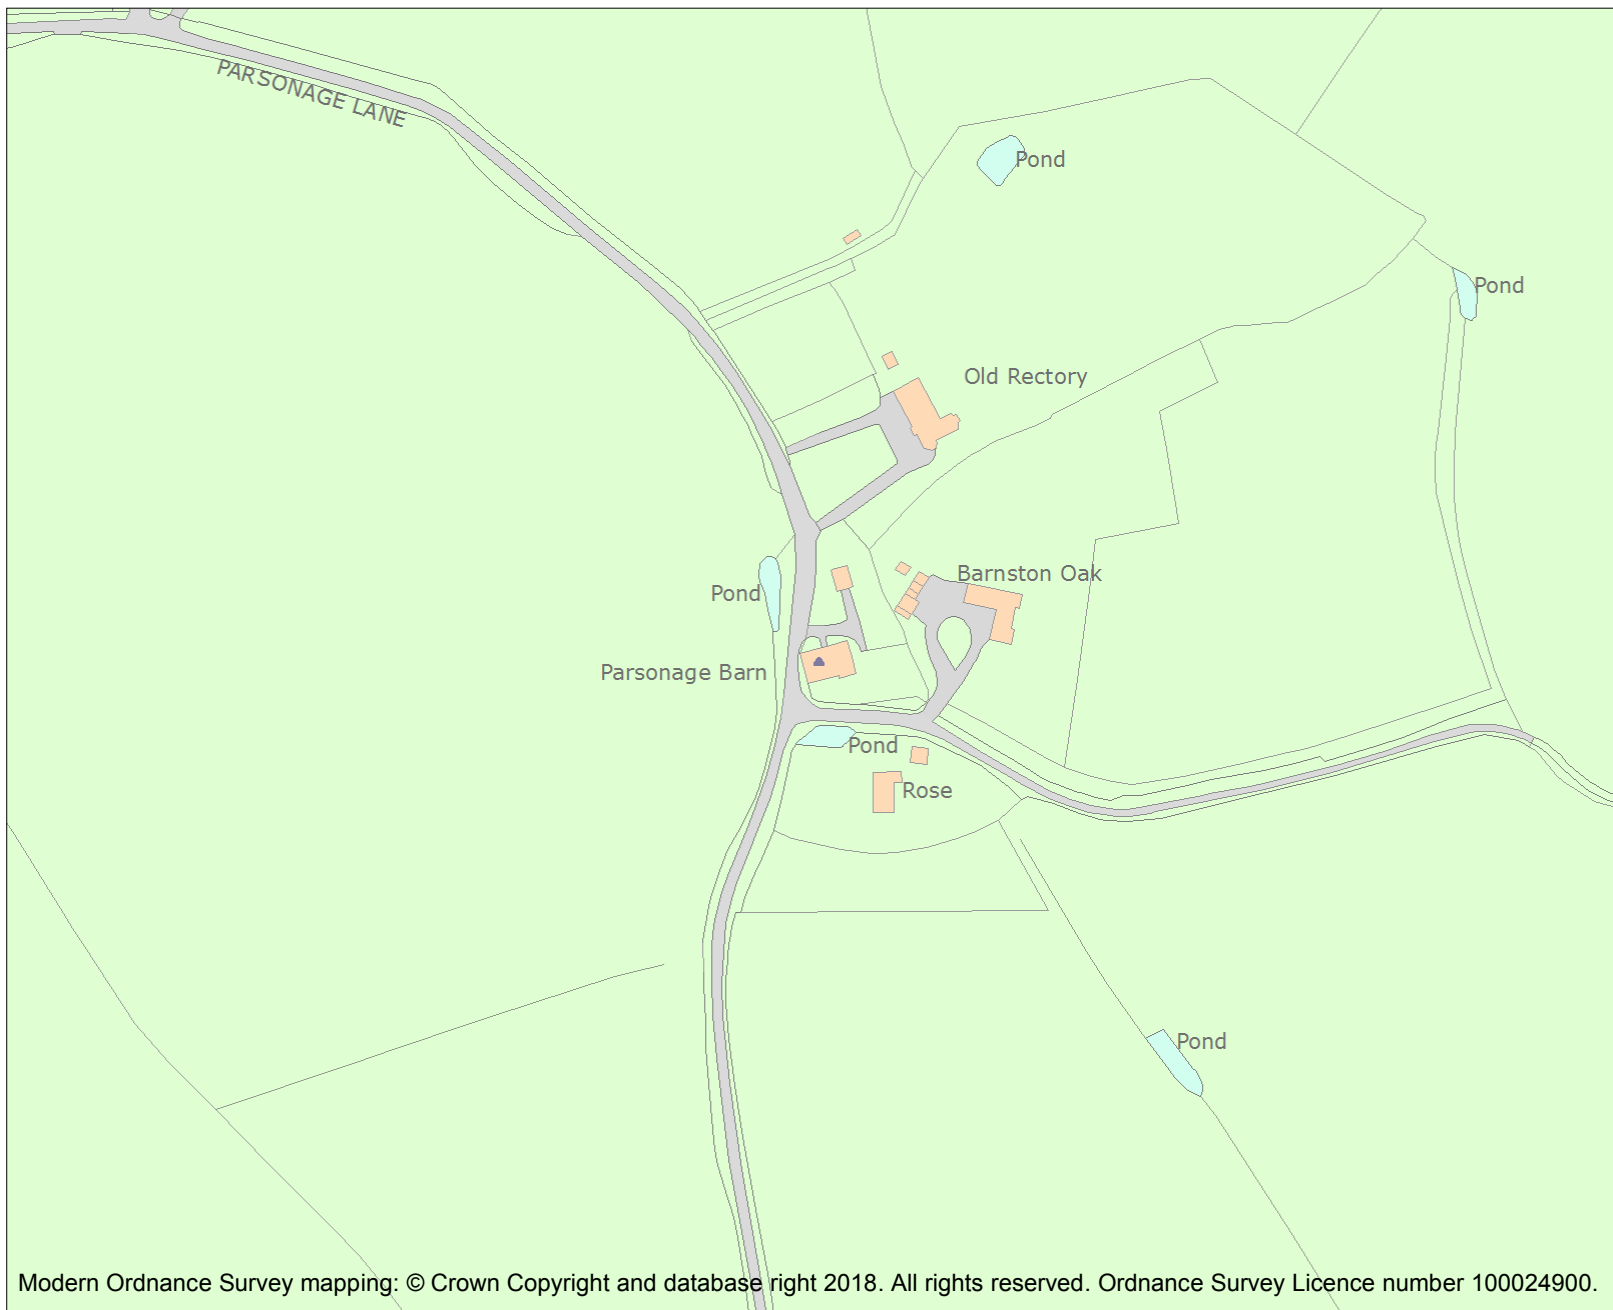 PARSONAGE LANE
Pond
Pond
Old Rectory
Barnston Oak
Pond
Parsonage Barn
Pond
Rose
Pond
Modern Ordnance Survey mapping: © Crown Copyright and database right 2018. All rights reserved. Ordnance Survey Licence number 100024900.